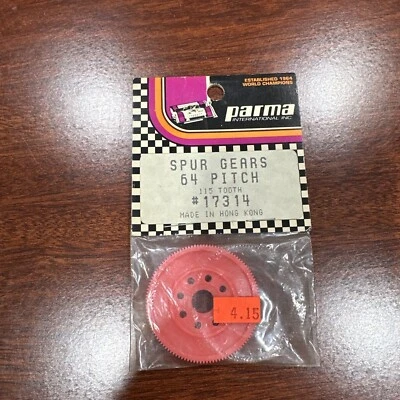 ESTABLISHED 1964
WORLD CHAMPIONS
parma
INTERNATIONAL INC.
SPUR GEARS
64 PITCH
115 TOOTH
#17314
MADE IN HONG KONG
4.15